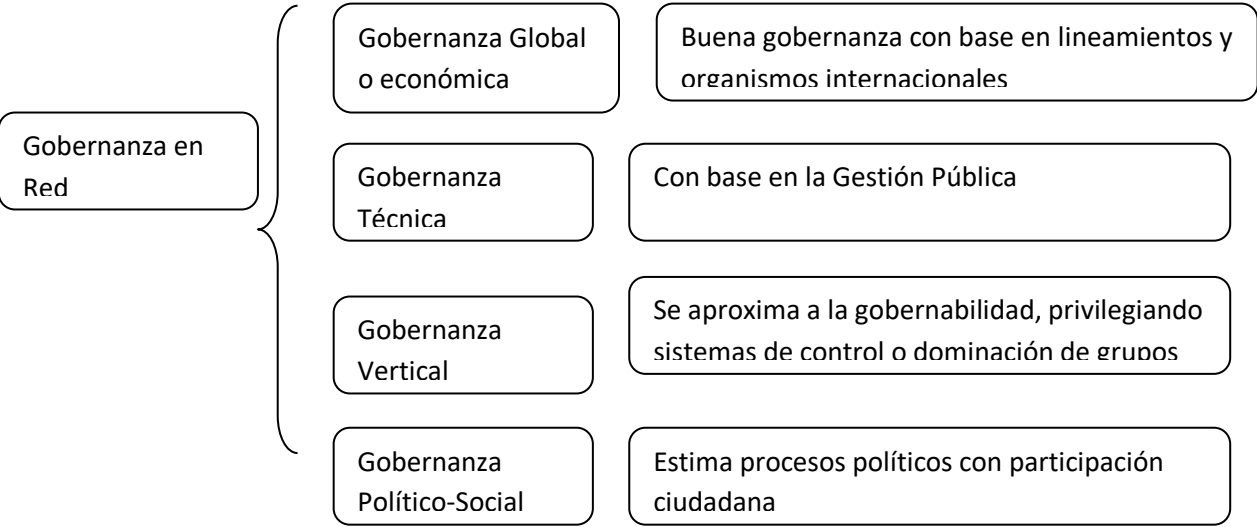 Gobernanza en
Red
Gobernanza Global
o económica
Buena gobernanza con base en lineamientos y
organismos internacionales
Gobernanza
Técnica
Con base en la Gestión Pública
Gobernanza
Vertical
Se aproxima a la gobernabilidad, privilegiando
sistemas de control o dominación de grupos
Gobernanza
Político-Social
Estima procesos políticos con participación
ciudadana